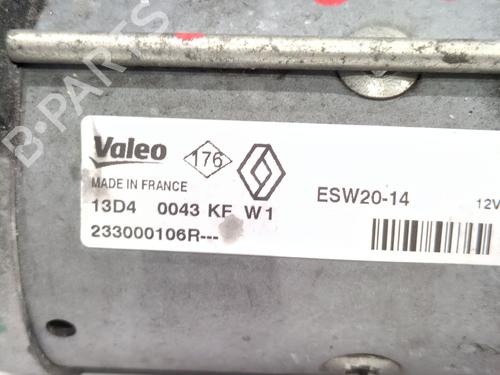 B-PARTS
Valeo
176
MADE IN FRANCE
ESW20-14
12V
13D4 0043 KF W1
233000106R---